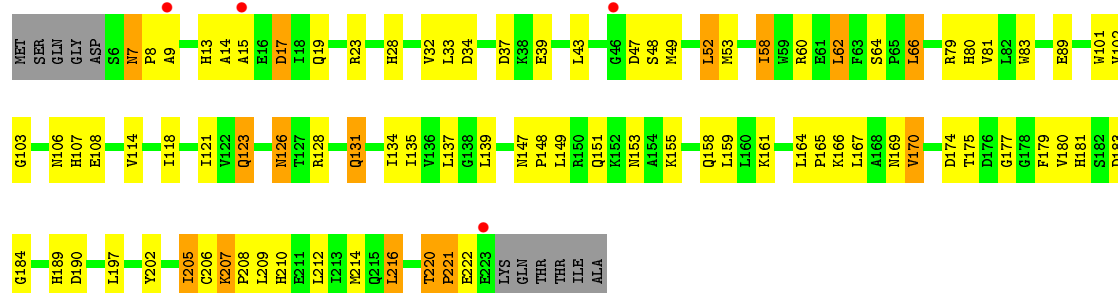 MET SER GLN GLY ASP S6 N7 P8 A9 H13 A14 A15 E16 D17 I18 Q19 R23 H28 V32 L33 D34 D37 K38 E39 L43 G46 D47 S48 M49 L52 M53 I58 W59 R60 E61 L62 F63 S64 P65 L66 R79 H80 V81 L82 W83 E89 W101 V102
G103 N106 H107 E108 V114 I118 I121 V122 Q123 N126 T127 R128 Q131 I134 I135 V136 L137 G138 L139 N147 P148 L149 R150 Q151 K152 N153 A154 K155 Q158 L159 L160 K161 L164 P165 K166 L167 A168 N169 V170 D174 T175 D176 G177 G178 F179 V180 H181 S182 D183
G184 H189 D190 L197 Y202 I205 C206 K207 P208 L209 H210 E211 L212 I213 M214 Q215 L216 T220 P221 E222 E223 LYS GLN THR THR ILE ALA